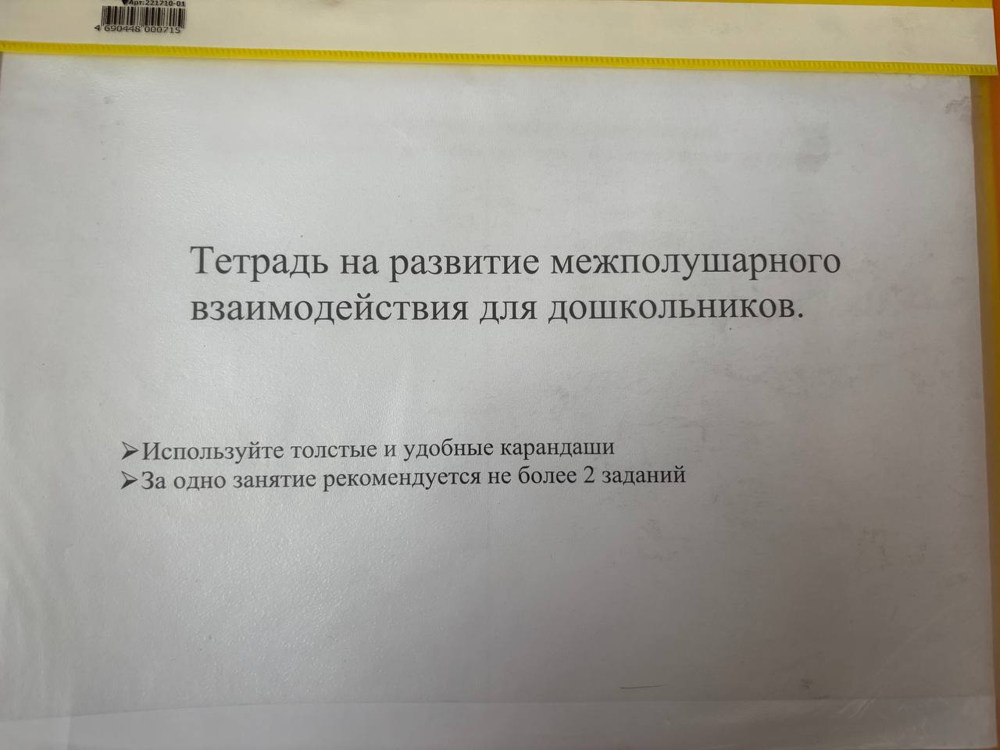 Арт:221710-01
4 690448 000715
Тетрадь на развитие межполушарного
взаимодействия для дошкольников.
➢Используйте толстые и удобные карандаши
➢За одно занятие рекомендуется не более 2 заданий